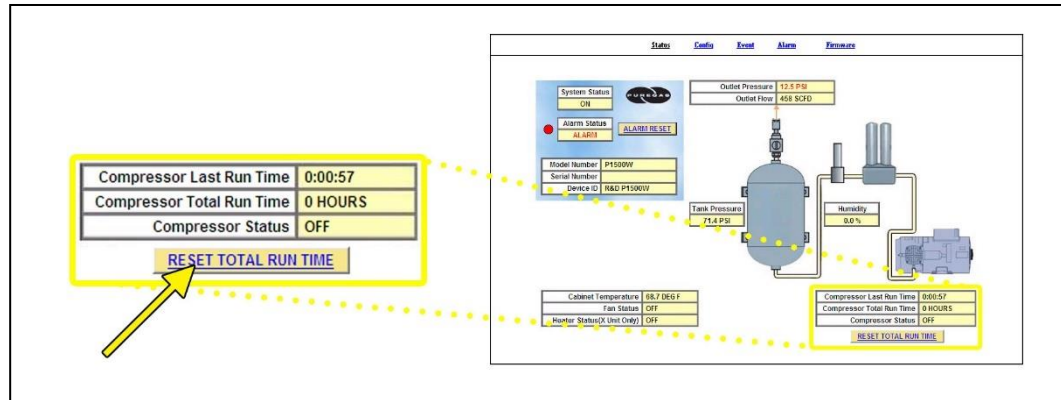 Compressor Last Run Time 0:00:57
Compressor Total Run Time 0 HOURS
Compressor Status OFF
RESET TOTAL RUN TIME
Status Config Event Alarm Firmware
System Status
ON
PUREGAS
Alarm Status
ALARM
ALARM RESET
Model Number P1500W
Serial Number
Device ID R&D P1500W
Outlet Pressure 12.5 PSI
Outlet Flow 458 SCFD
Tank Pressure
71.4 PSI
Humidity
0.0 %
Cabinet Temperature 68.7 DEG F
Fan Status OFF
Heater Status(X Unit Only) OFF
Compressor Last Run Time 0:00:57
Compressor Total Run Time 0 HOURS
Compressor Status OFF
RESET TOTAL RUN TIME